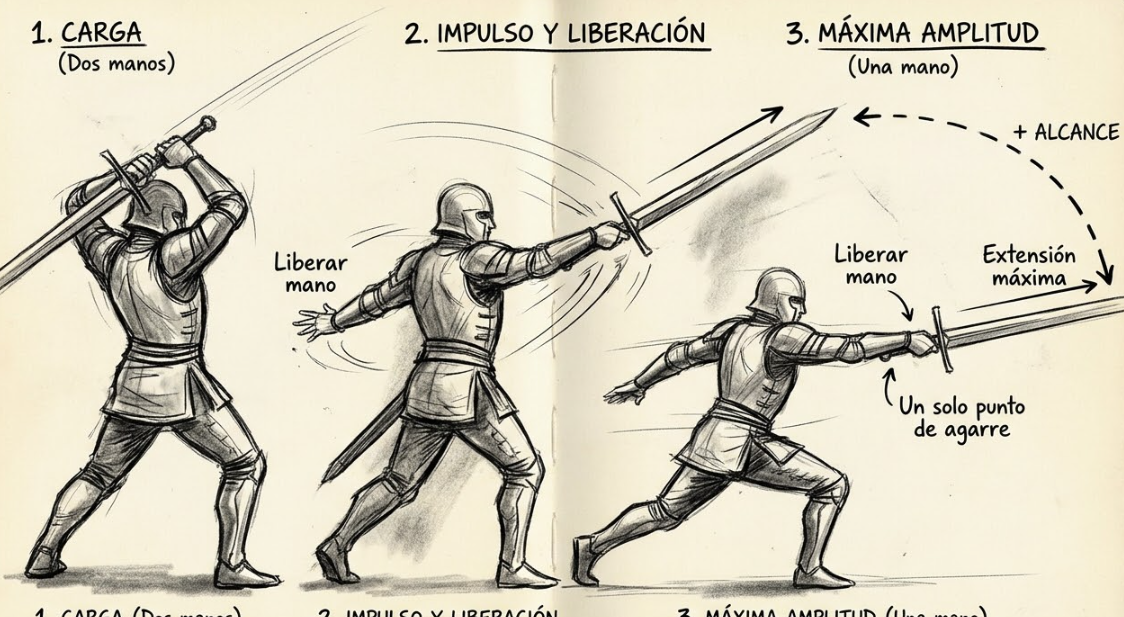 1. CARGA
(Dos manos)
2. IMPULSO Y LIBERACIÓN
3. MÁXIMA AMPLITUD
(Una mano)
+ ALCANCE
Liberar
mano
Liberar
mano
Extensión
máxima
Un solo punto
de agarre
1. CARGA (Dos manos)
2. IMPULSO Y LIBERACIÓN
3. MÁXIMA AMPLITUD (Una mano)